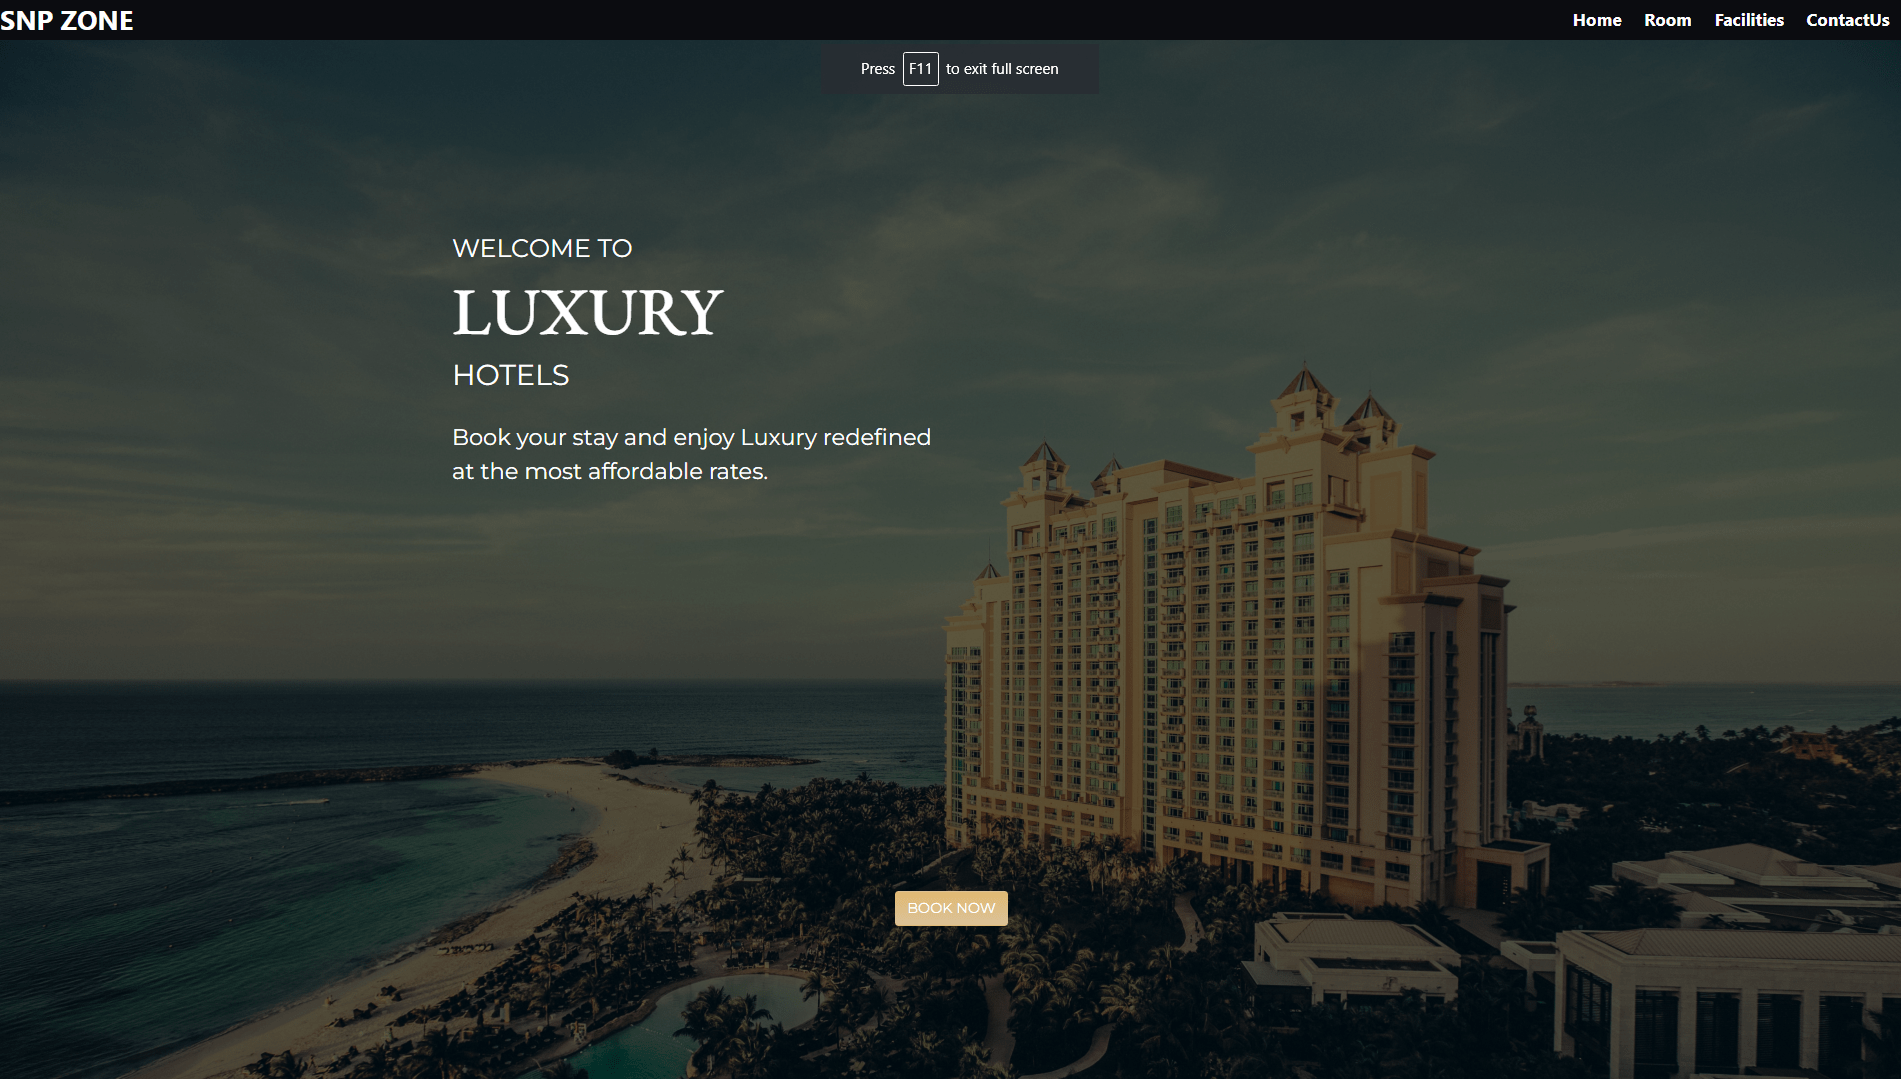 SNP ZONE
Home Room Facilities ContactUs
Press F11 to exit full screen
WELCOME TO
LUXURY
HOTELS
Book your stay and enjoy Luxury redefined
at the most affordable rates.
BOOK NOW